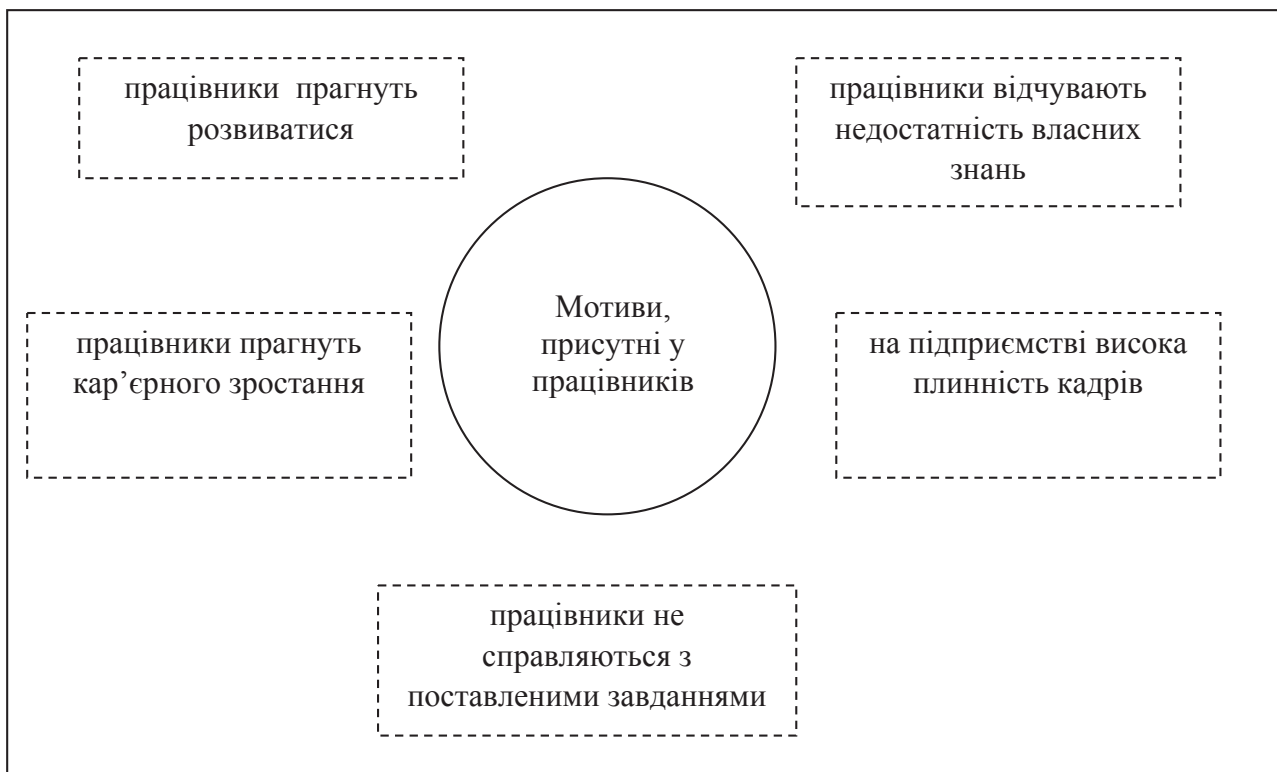 працівники прагнуть
розвиватися
працівники відчувають
недостатність власних
знань
Мотиви,
присутні у
працівників
працівники прагнуть
кар’єрного зростання
на підприємстві висока
плинність кадрів
працівники не
справляються з
поставленими завданнями